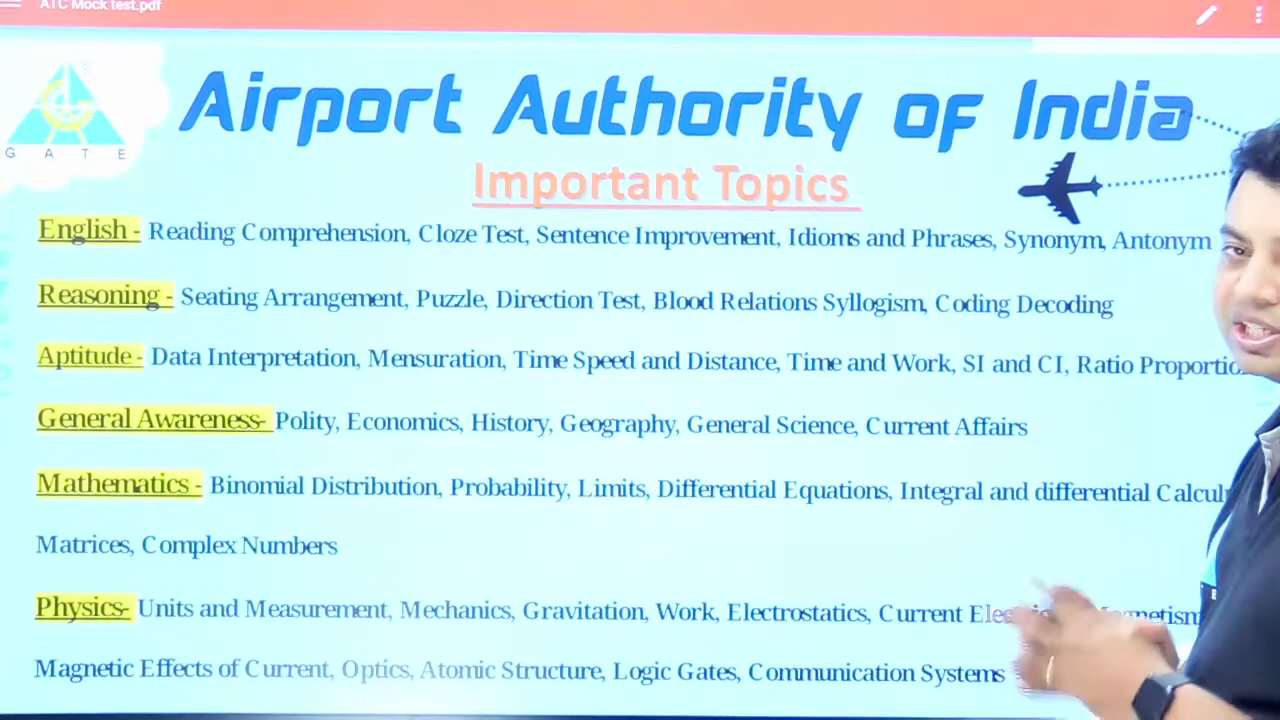 ATC Mock test.pdf
GATE
Airport Authority of India
Important Topics
English - Reading Comprehension, Cloze Test, Sentence Improvement, Idioms and Phrases, Synonym, Antonym
Reasoning - Seating Arrangement, Puzzle, Direction Test, Blood Relations Syllogism, Coding Decoding
Aptitude - Data Interpretation, Mensuration, Time Speed and Distance, Time and Work, SI and CI, Ratio Proportio
General Awareness- Polity, Economics, History, Geography, General Science, Current Affairs
Mathematics - Binomial Distribution, Probability, Limits, Differential Equations, Integral and differential Calcul
Matrices, Complex Numbers
Physics- Units and Measurement, Mechanics, Gravitation, Work, Electrostatics, Current
Magnetic Effects of Current, Optics, Atomic Structure, Logic Gates, Communication Systems